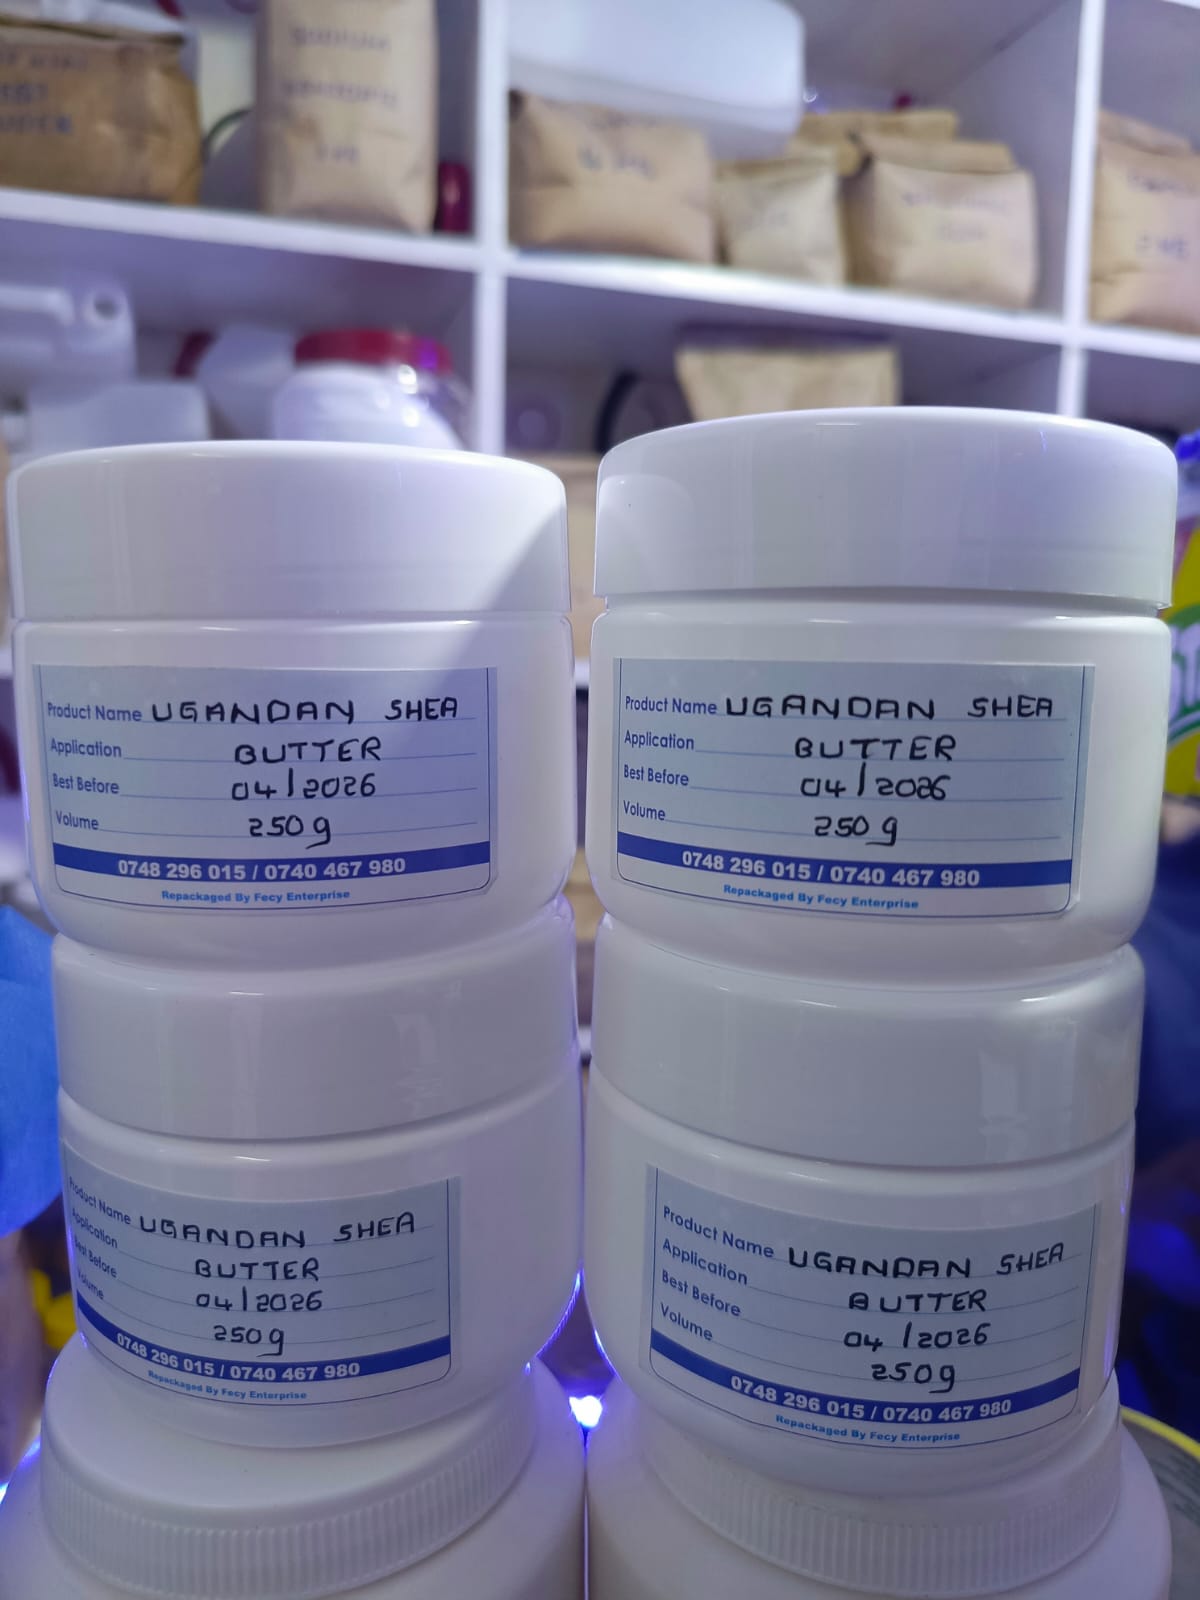 Product Name UGANDAN SHEA
Application BUTTER
Best Before 04/2026
Volume 250g
0748 296 015 / 0740 467 980
Repackaged By Fecy Enterprise
Product Name UGANDAN SHEA
Application BUTTER
Best Before 04/2026
Volume 250g
0748 296 015 / 0740 467 980
Repackaged By Fecy Enterprise
Product Name UGANDAN SHEA
Application BUTTER
Best Before 04/2026
Volume 250g
0748 296 015 / 0740 467 980
Repackaged By Fecy Enterprise
Product Name UGANDAN SHEA
Application BUTTER
Best Before 04/2026
Volume 250g
0748 296 015 / 0740 467 980
Repackaged By Fecy Enterprise